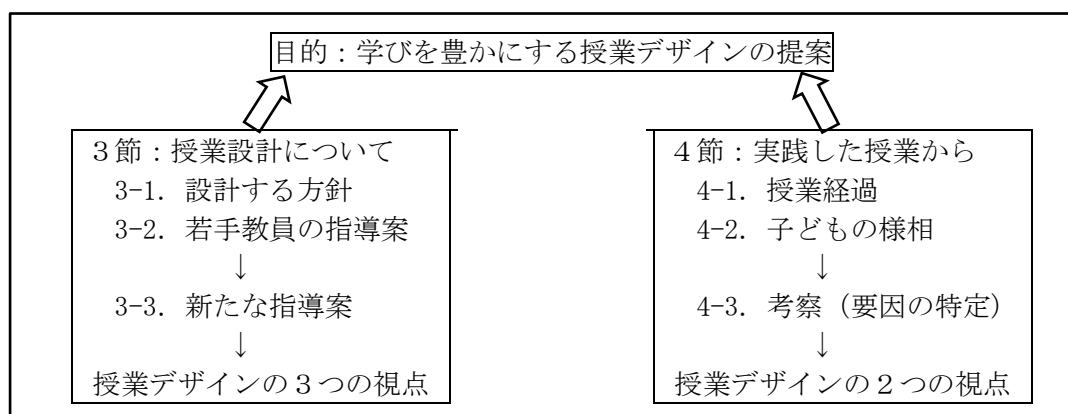 目的：学びを豊かにする授業デザインの提案
３節：授業設計について
3-1．設計する方針
3-2．若手教員の指導案
↓
3-3．新たな指導案
↓
授業デザインの３つの視点
４節：実践した授業から
4-1．授業経過
4-2．子どもの様相
↓
4-3．考察（要因の特定）
↓
授業デザインの２つの視点